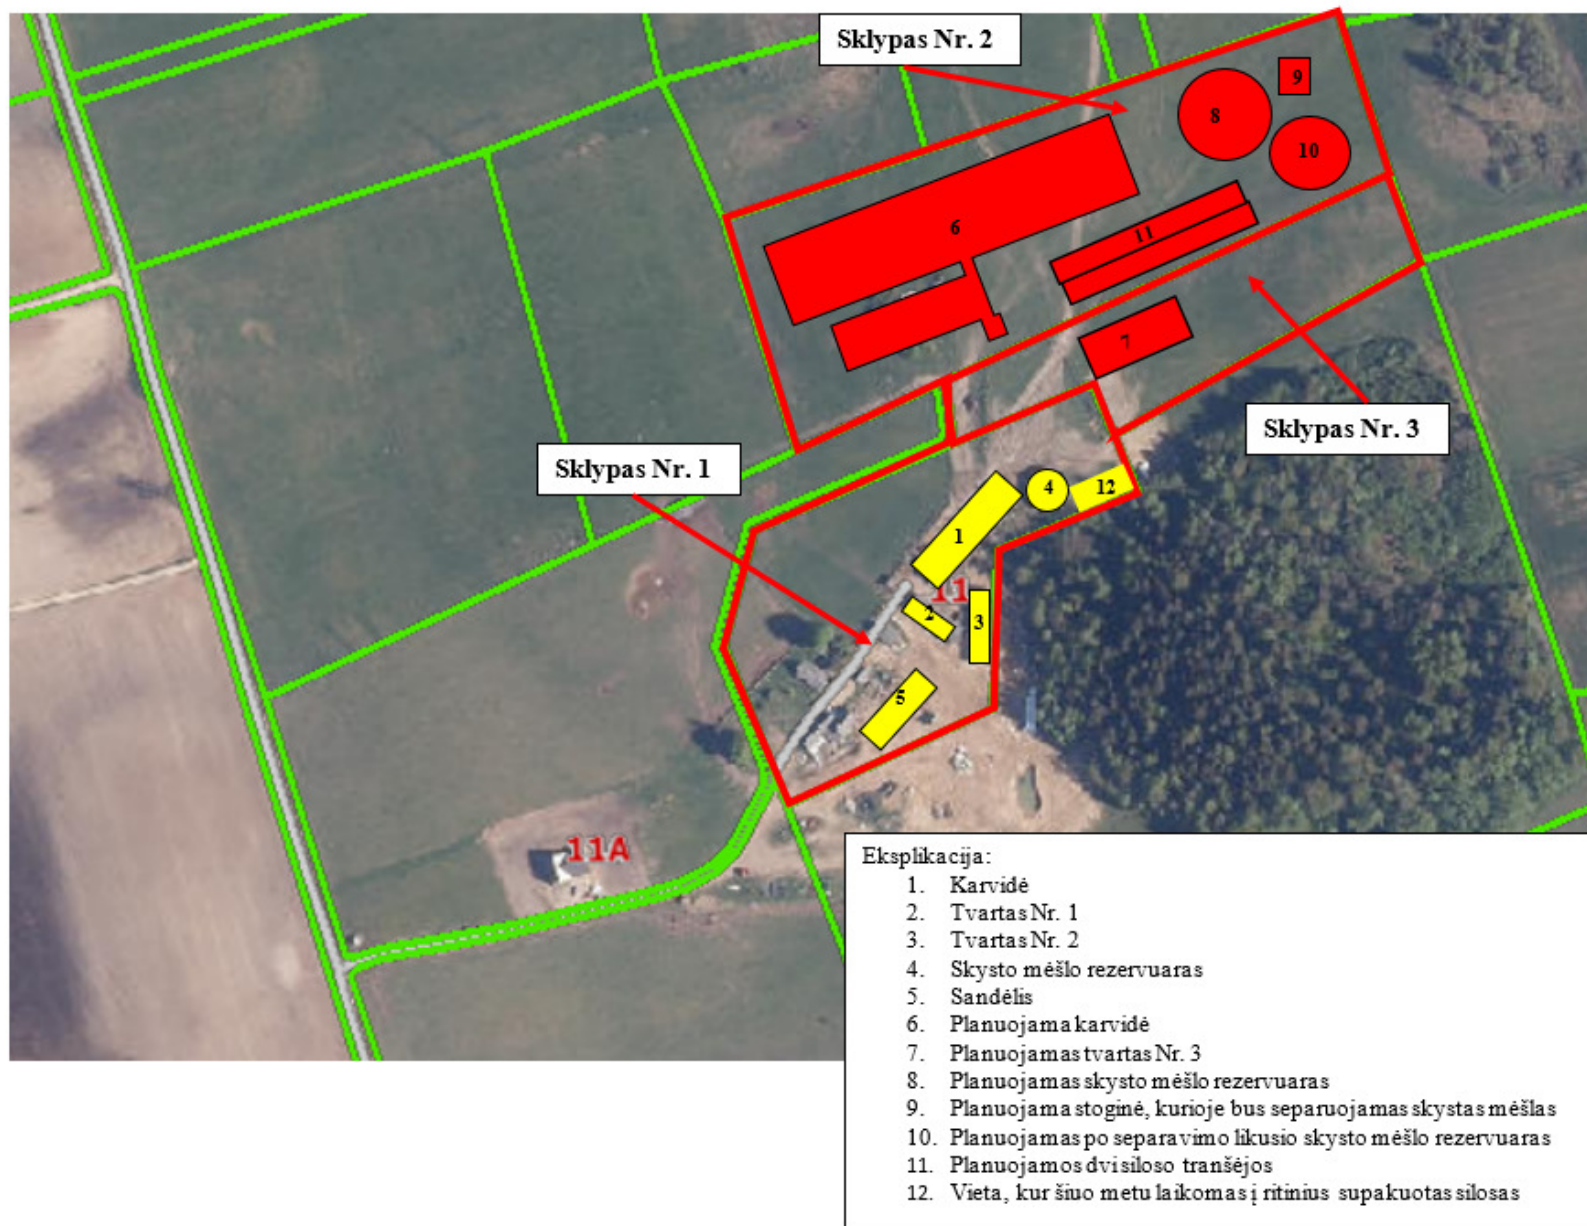 Sklypas Nr. 2
9
8
10
6
11
7
Sklypas Nr. 3
Sklypas Nr. 1
4
12
1
11
2
3
5
11A
Eksplikacija:
1. Karvidė
2. Tvartas Nr. 1
3. Tvartas Nr. 2
4. Skysto mėšlo rezervuaras
5. Sandėlis
6. Planuojama karvidė
7. Planuojamas tvartas Nr. 3
8. Planuojamas skysto mėšlo rezervuaras
9. Planuojama stoginė, kurioje bus separuojamas skystas mėšlas
10. Planuojamas po separavimo likusio skysto mėšlo rezervuaras
11. Planuojamos dvi siloso tranšėjos
12. Vieta, kur šiuo metu laikomas į ritinius supakuotas silosas